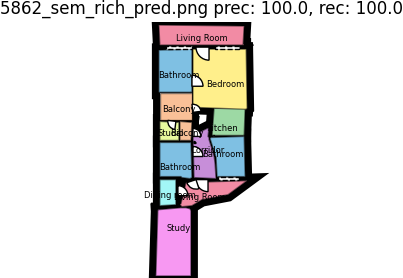 5862_sem_rich_pred.png prec: 100.0, rec: 100.0
Living Room
Bathroom
Bedroom
Balcony
Study
Balcony
Kitchen
Corridor
Bathroom
Bathroom
Dining room
Living Room
Study